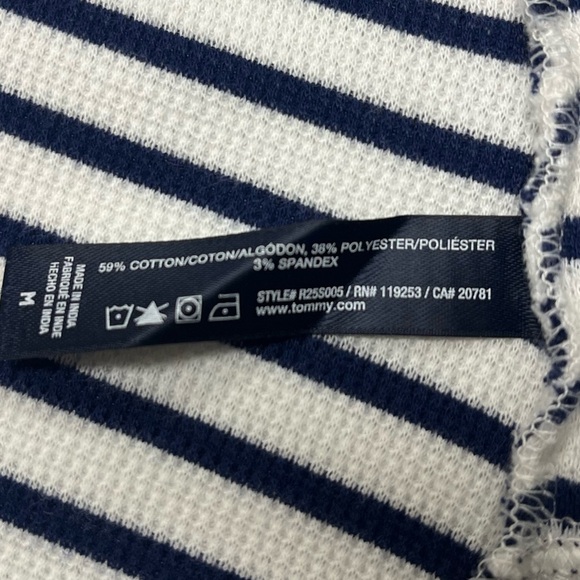 59% COTTON/COTON/ALGODÓN, 38% POLYESTER/POLIÉSTER
3% SPANDEX
STYLE# R25S005 / RN# 119253 / CA# 20781
www.tommy.com
MADE IN INDIA
FABRIQUÉ EN INDE
HECHO EN INDIA
M